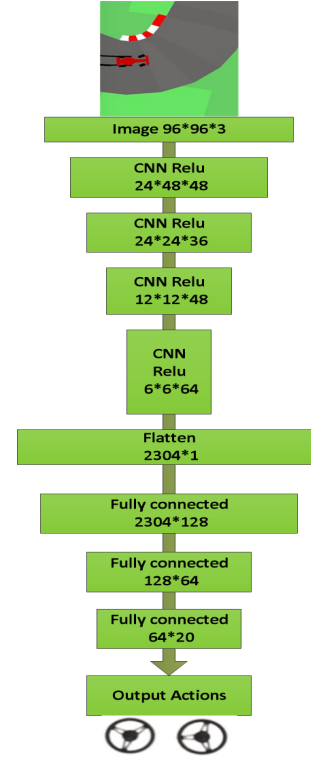 Image 96*96*3
CNN Relu
24*48*48
CNN Relu
24*24*36
CNN Relu
12*12*48
CNN
Relu
6*6*64
Flatten
2304*1
Fully connected
2304*128
Fully connected
128*64
Fully connected
64*20
Output Actions